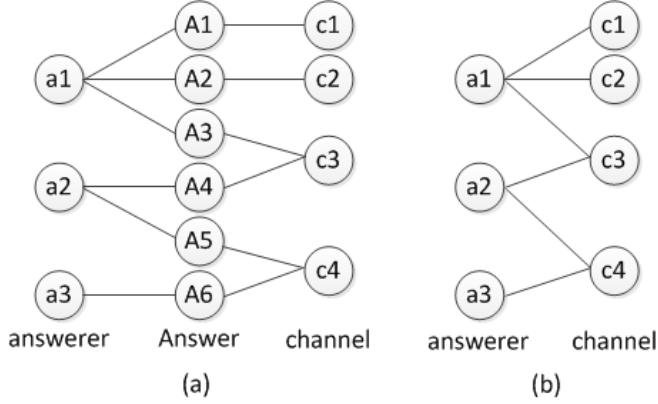 A1 c1 c1
a1 A2 c2 a1 c2
A3
c3 c3
a2 A4 a2
A5
c4 c4
a3 A6 a3
answerer Answer channel answerer channel
(a) (b)